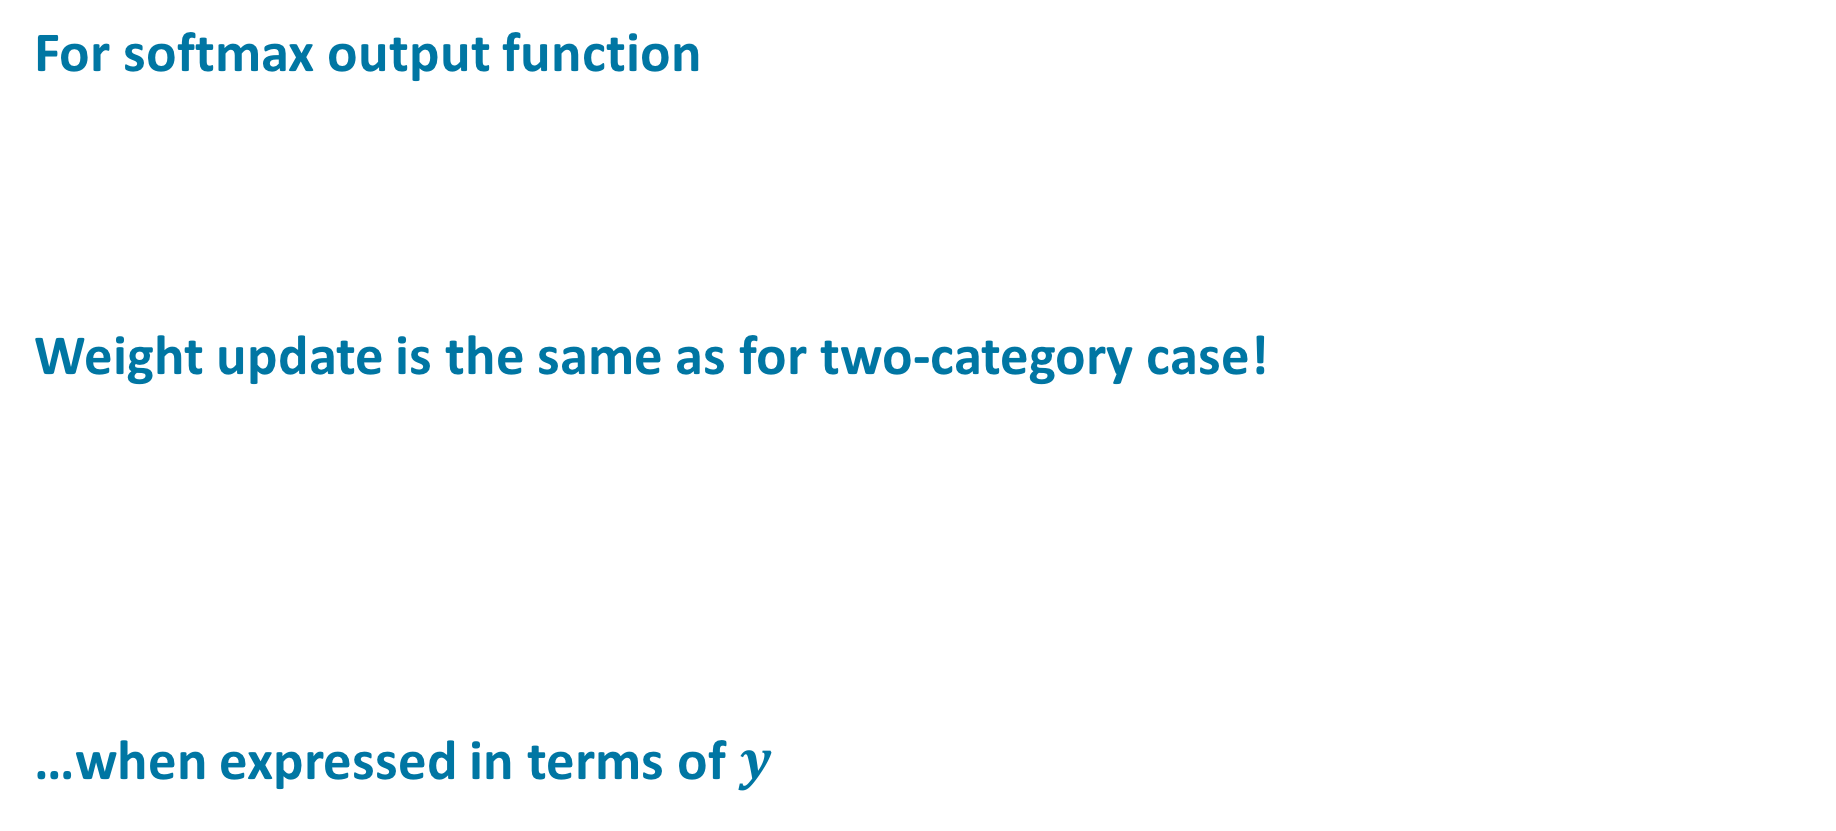 For softmax output function
Weight update is the same as for two-category case!
…when expressed in terms of y